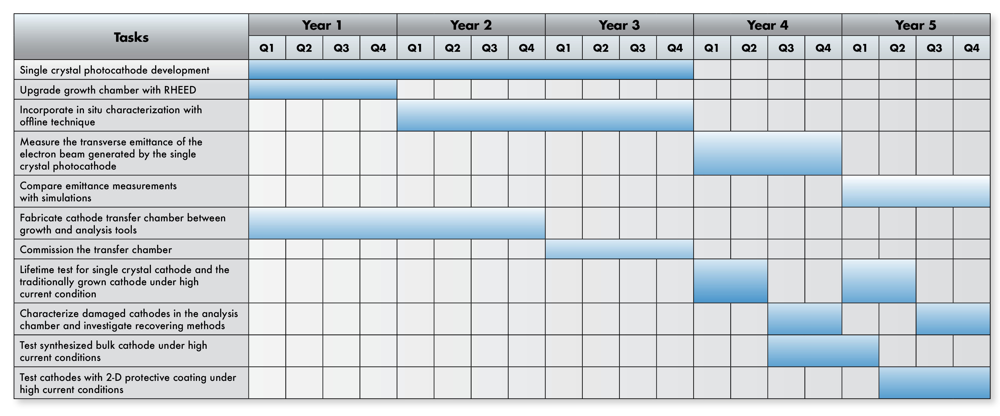 Tasks
Year 1 Year 2 Year 3 Year 4 Year 5
Q1 Q2 Q3 Q4 Q1 Q2 Q3 Q4 Q1 Q2 Q3 Q4 Q1 Q2 Q3 Q4 Q1 Q2 Q3 Q4
Single crystal photocathode development
Upgrade growth chamber with RHEED
Incorporate in situ characterization with
offline technique
Measure the transverse emittance of the
electron beam generated by the single
crystal photocathode
Compare emittance measurements
with simulations
Fabricate cathode transfer chamber between
growth and analysis tools
Commission the transfer chamber
Lifetime test for single crystal cathode and the
traditionally grown cathode under high
current condition
Characterize damaged cathodes in the analysis
chamber and investigate recovering methods
Test synthesized bulk cathode under high
current conditions
Test cathodes with 2-D protective coating under
high current conditions